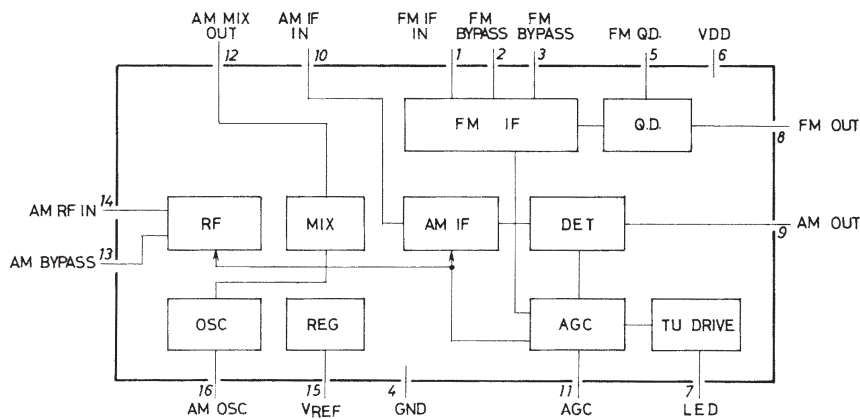 AM MIX OUT
AM IF IN
FM IF IN
FM BYPASS
FM BYPASS
FM Q.D.
VDD
12
10
1
2
3
5
6
FM IF
Q.D.
8
FM OUT
14
AM RF IN
RF
MIX
AM IF
DET
9
AM OUT
13
AM BYPASS
OSC
REG
AGC
TU DRIVE
16
15
4
11
7
AM OSC
VREF
GND
AGC
LED